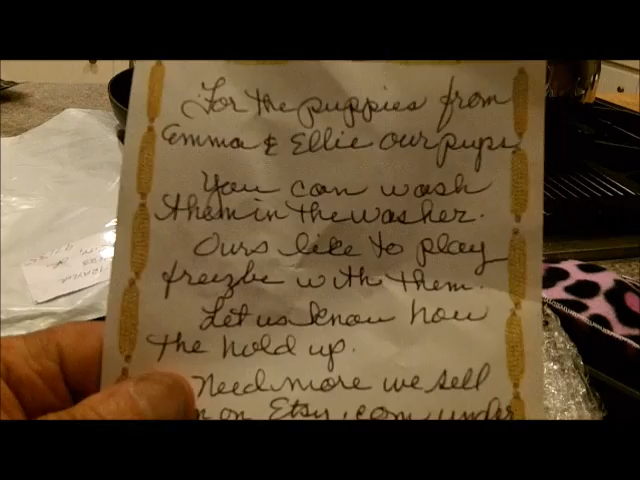 For the puppies from
Emma & Ellie our pups
You can wash
them in the washer.
Ours like to play
freizbe with them.
Let us know how
the hold up.
Need more we sell
on Etsy.com under